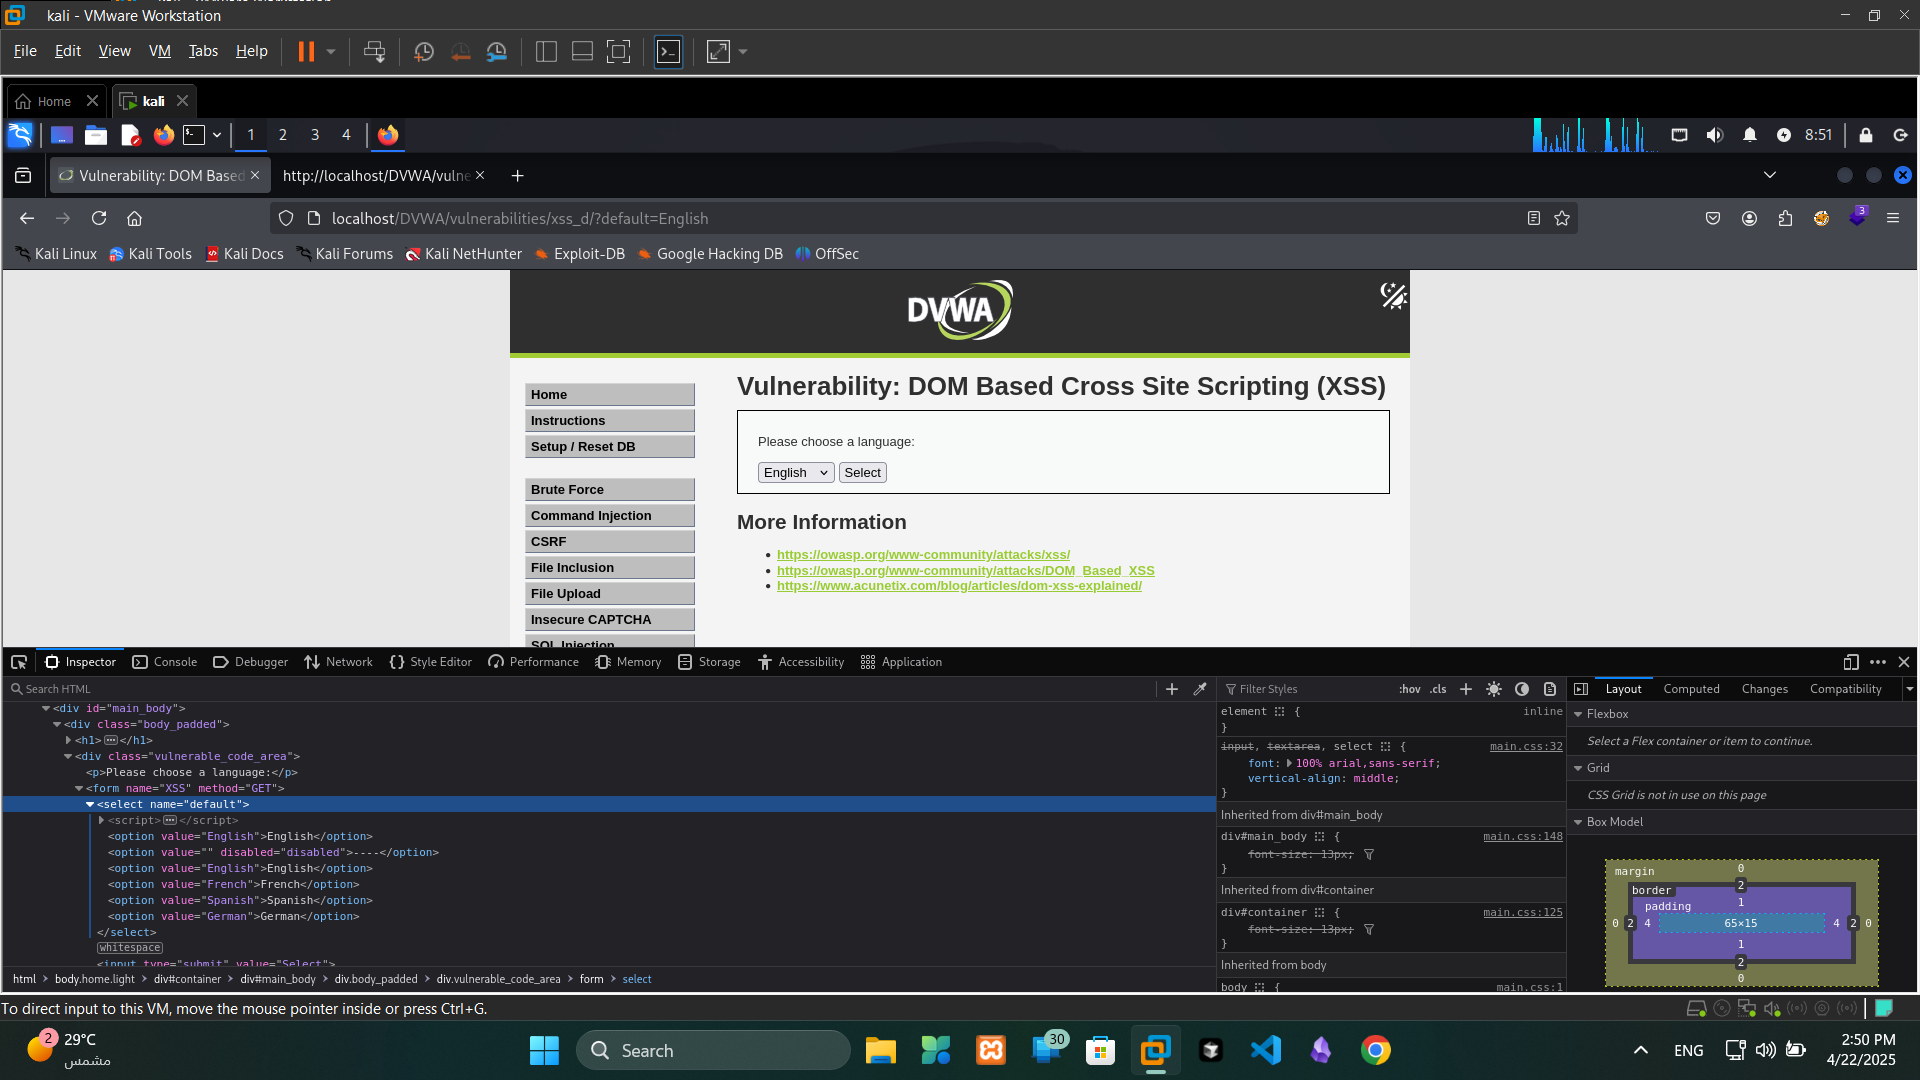 kali - VMware Workstation
File Edit View VM Tabs Help
Home kali
1 2 3 4 8:51
Vulnerability: DOM Based http://localhost/DVWA/vulne
localhost/DVWA/vulnerabilities/xss_d/?default=English 3
Kali Linux Kali Tools Kali Docs Kali Forums Kali NetHunter Exploit-DB Google Hacking DB OffSec
DVWA
Vulnerability: DOM Based Cross Site Scripting (XSS)
Please choose a language:
English Select
More Information
https://owasp.org/www-community/attacks/xss/
https://owasp.org/www-community/attacks/DOM_Based_XSS
https://www.acunetix.com/blog/articles/dom-xss-explained/
Home
Instructions
Setup / Reset DB
Brute Force
Command Injection
CSRF
File Inclusion
File Upload
Insecure CAPTCHA
SQL Injection
Inspector Console Debugger Network Style Editor Performance Memory Storage Accessibility Application
Search HTML
<div id="main_body">
<div class="body_padded">
<h1></h1>
<div class="vulnerable_code_area">
<p>Please choose a language:</p>
<form name="XSS" method="GET">
<select name="default">
<script></script>
<option value="English">English</option>
<option value="" disabled="disabled">----</option>
<option value="English">English</option>
<option value="French">French</option>
<option value="Spanish">Spanish</option>
<option value="German">German</option>
</select>
whitespace
<input type="submit" value="Select">
html body.home.light div#container div#main_body div.body_padded div.vulnerable_code_area form select
Filter Styles :hov .cls
element { inline
}
input, textarea, select { main.css:32
font: 100% arial,sans-serif;
vertical-align: middle;
}
Inherited from div#main_body
div#main_body { main.css:148
font-size: 13px;
}
Inherited from div#container
div#container { main.css:125
font-size: 13px;
}
Inherited from body
body { main.css:1
Layout Computed Changes Compatibility
Flexbox
Select a Flex container or item to continue.
Grid
CSS Grid is not in use on this page
Box Model
margin 0
border 2
padding 1
0 2 4 65×15 4 2 0
1
2
0
To direct input to this VM, move the mouse pointer inside or press Ctrl+G.
2 29°C
مشمس
Search
30
ENG
2:50 PM
4/22/2025